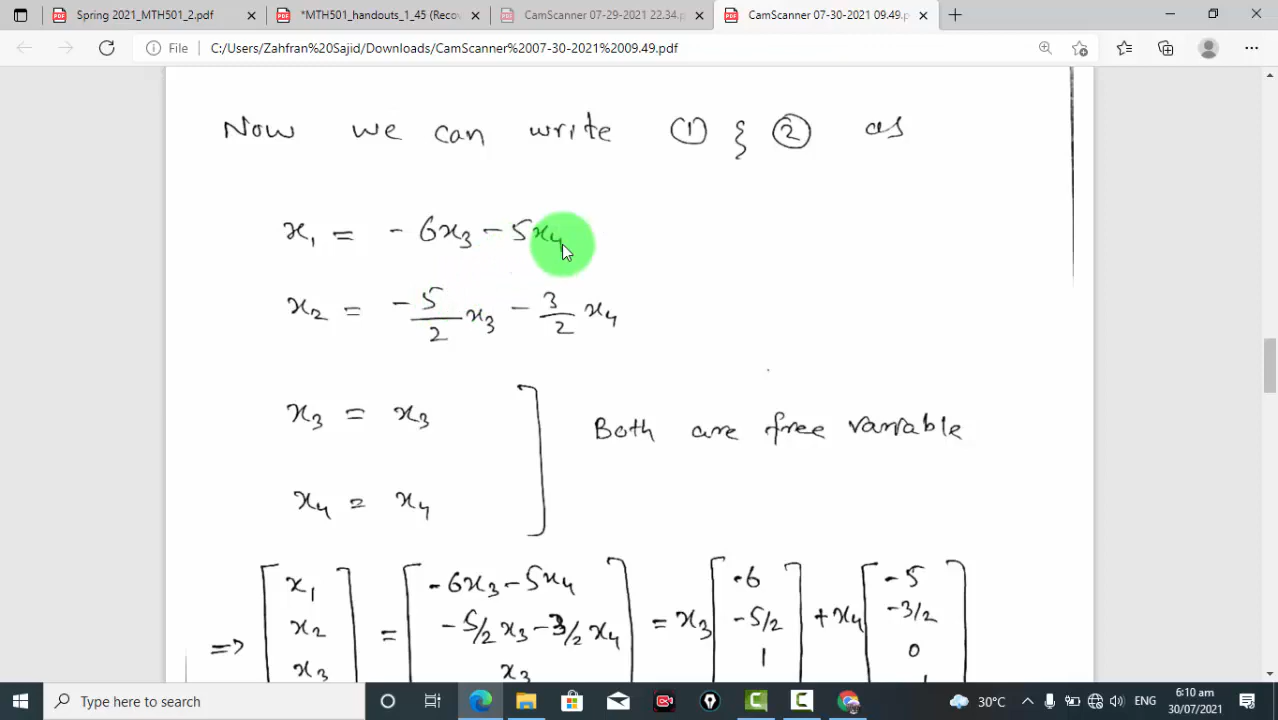 Spring 2021_MTH501_2.pdf
*MTH501_handouts_1_45 (Recov
CamScanner 07-29-2021 22.34.p
CamScanner 07-30-2021 09.49.p
File C:/Users/Zahfran%20Sajid/Downloads/CamScanner%2007-30-2021%2009.49.pdf
Now we can write ① & ② as
x₁ = - 6x₃ - 5x₄
x₂ = -5/2 x₃ - 3/2 x₄
x₃ = x₃
Both are free varrable
x₄ = x₄
=> [x₁ = [-6x₃-5x₄ = x₃ [-6 + x₄ [-5
x₂ -5/2 x₃ -3/2 x₄ -5/2 -3/2
x₃ x₃ 1 0
Type here to search
30°C
ENG
6:10 am
30/07/2021